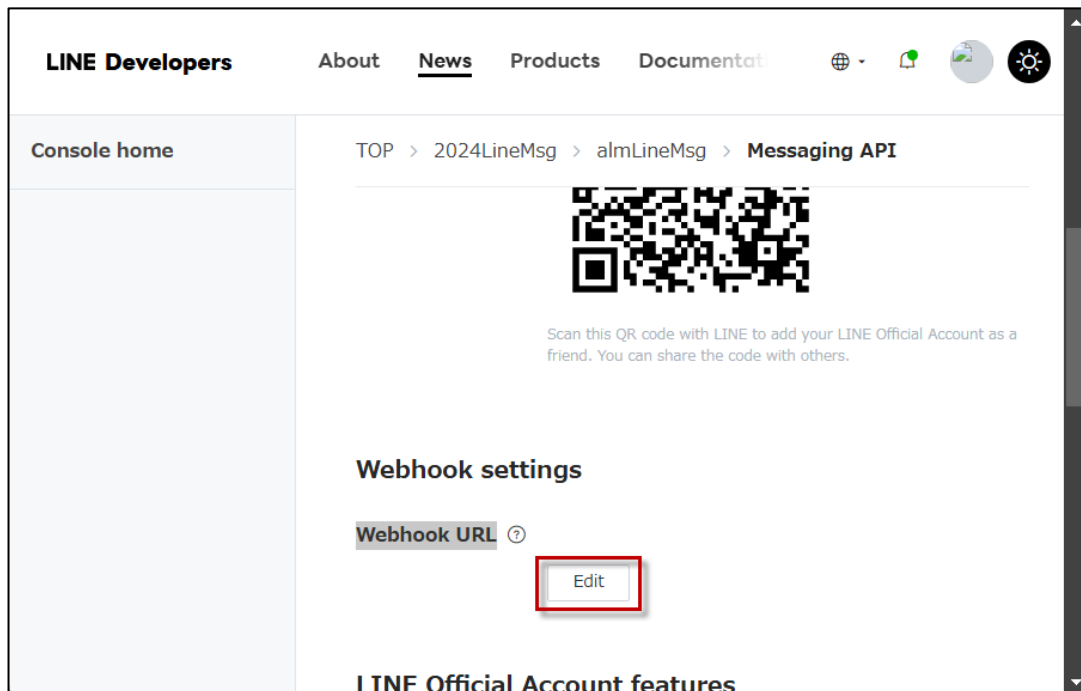 LINE Developers About News Products Documentat
Console home
TOP > 2024LineMsg > almLineMsg > Messaging API
Scan this QR code with LINE to add your LINE Official Account as a
friend. You can share the code with others.
Webhook settings
Webhook URL
Edit
LINE Official Account features